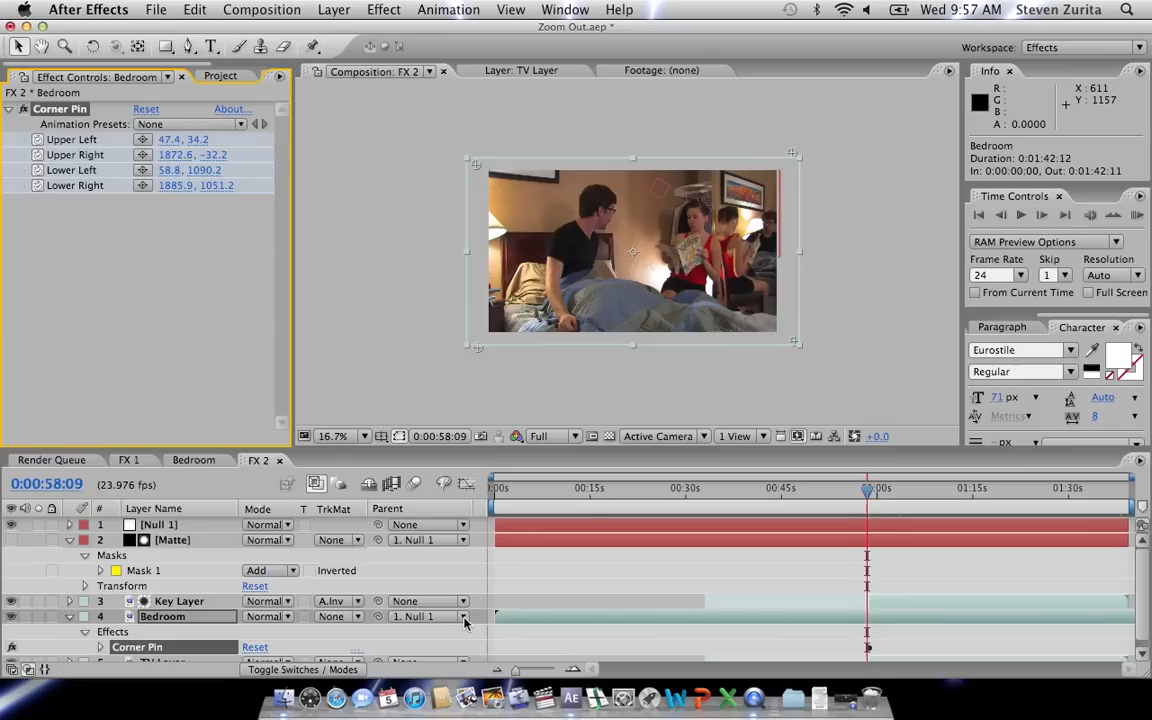 After Effects File Edit Composition Layer Effect Animation View Window Help Wed 9:57 AM Steven Zurita
Zoom Out.aep *
Workspace: Effects
Effect Controls: Bedroom Project
FX 2 * Bedroom
Corner Pin Reset About...
Animation Presets: None
Upper Left 47.4, 34.2
Upper Right 1872.6, -32.2
Lower Left 58.8, 1090.2
Lower Right 1885.9, 1051.2
Composition: FX 2 Layer: TV Layer Footage: (none)
16.7% 0:00:58:09 Full Active Camera 1 View +0.0
Info
R : X : 611
G : Y : 1157
B :
A : 0.0000
Bedroom
Duration: 0:01:42:12
In: 0:00:00:00, Out: 0:01:42:11
Time Controls
RAM Preview Options
Frame Rate Skip Resolution
24 1 Auto
From Current Time Full Screen
Paragraph Character
Eurostile
Regular
71 px Auto
Metrics 8
- px
Render Queue FX 1 Bedroom FX 2
0:00:58:09 (23.976 fps)
:00s 00:15s 00:30s 00:45s :00s 01:15s 01:30s
# Layer Name Mode T TrkMat Parent
1 [Null 1] Normal None
2 [Matte] Normal None 1. Null 1
Masks
Mask 1 Add Inverted
Transform Reset
3 Key Layer Normal A.Inv None
4 Bedroom Normal None 1. Null 1
Effects
Corner Pin Reset ...
Toggle Switches / Modes